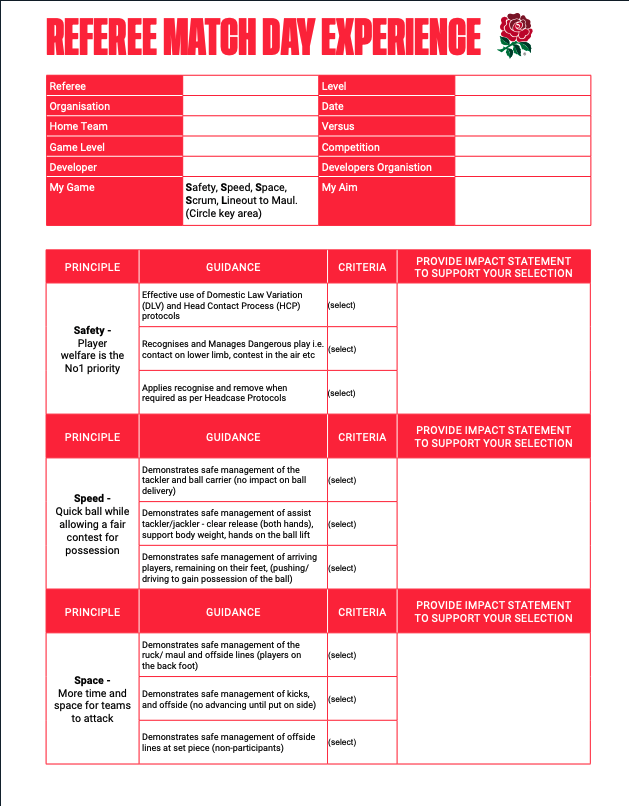 REFEREE MATCH DAY EXPERIENCE
Referee
Level
Organisation
Date
Home Team
Versus
Game Level
Competition
Developer
Developers Organistion
My Game
Safety, Speed, Space,
Scrum, Lineout to Maul.
(Circle key area)
My Aim
PRINCIPLE
GUIDANCE
CRITERIA
PROVIDE IMPACT STATEMENT
TO SUPPORT YOUR SELECTION
Safety -
Player
welfare is the
No1 priority
Effective use of Domestic Law Variation
(DLV) and Head Contact Process (HCP)
protocols
(select)
Recognises and Manages Dangerous play i.e.
contact on lower limb, contest in the air etc
(select)
Applies recognise and remove when
required as per Headcase Protocols
(select)
PRINCIPLE
GUIDANCE
CRITERIA
PROVIDE IMPACT STATEMENT
TO SUPPORT YOUR SELECTION
Speed -
Quick ball while
allowing a fair
contest for
possession
Demonstrates safe management of the
tackler and ball carrier (no impact on ball
delivery)
(select)
Demonstrates safe management of assist
tackler/jackler - clear release (both hands),
support body weight, hands on the ball lift
(select)
Demonstrates safe management of arriving
players, remaining on their feet, (pushing/
driving to gain possession of the ball)
(select)
PRINCIPLE
GUIDANCE
CRITERIA
PROVIDE IMPACT STATEMENT
TO SUPPORT YOUR SELECTION
Space -
More time and
space for teams
to attack
Demonstrates safe management of the
ruck/ maul and offside lines (players on
the back foot)
(select)
Demonstrates safe management of kicks,
and offside (no advancing until put on side)
(select)
Demonstrates safe management of offside
lines at set piece (non-participants)
(select)